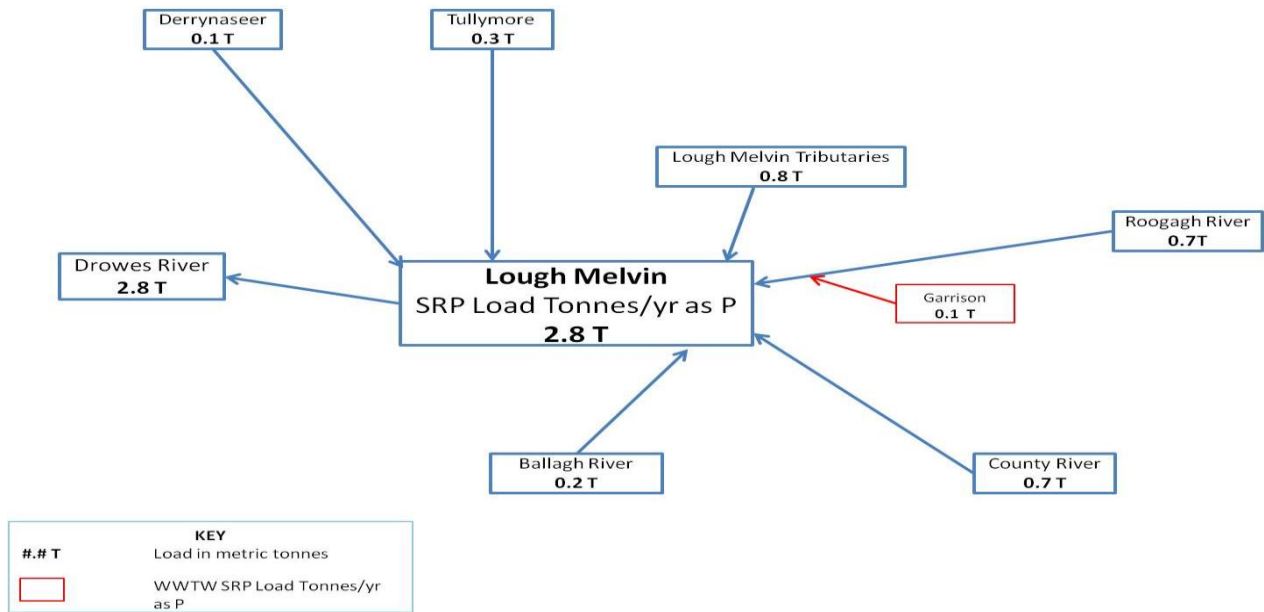 Derrynaseer
0.1 T
Tullymore
0.3 T
Lough Melvin Tributaries
0.8 T
Roogagh River
0.7T
Drowes River
2.8 T
Lough Melvin
SRP Load Tonnes/yr as P
2.8 T
Garrison
0.1 T
Ballagh River
0.2 T
County River
0.7 T
KEY
#.# T Load in metric tonnes
WWTW SRP Load Tonnes/yr
as P